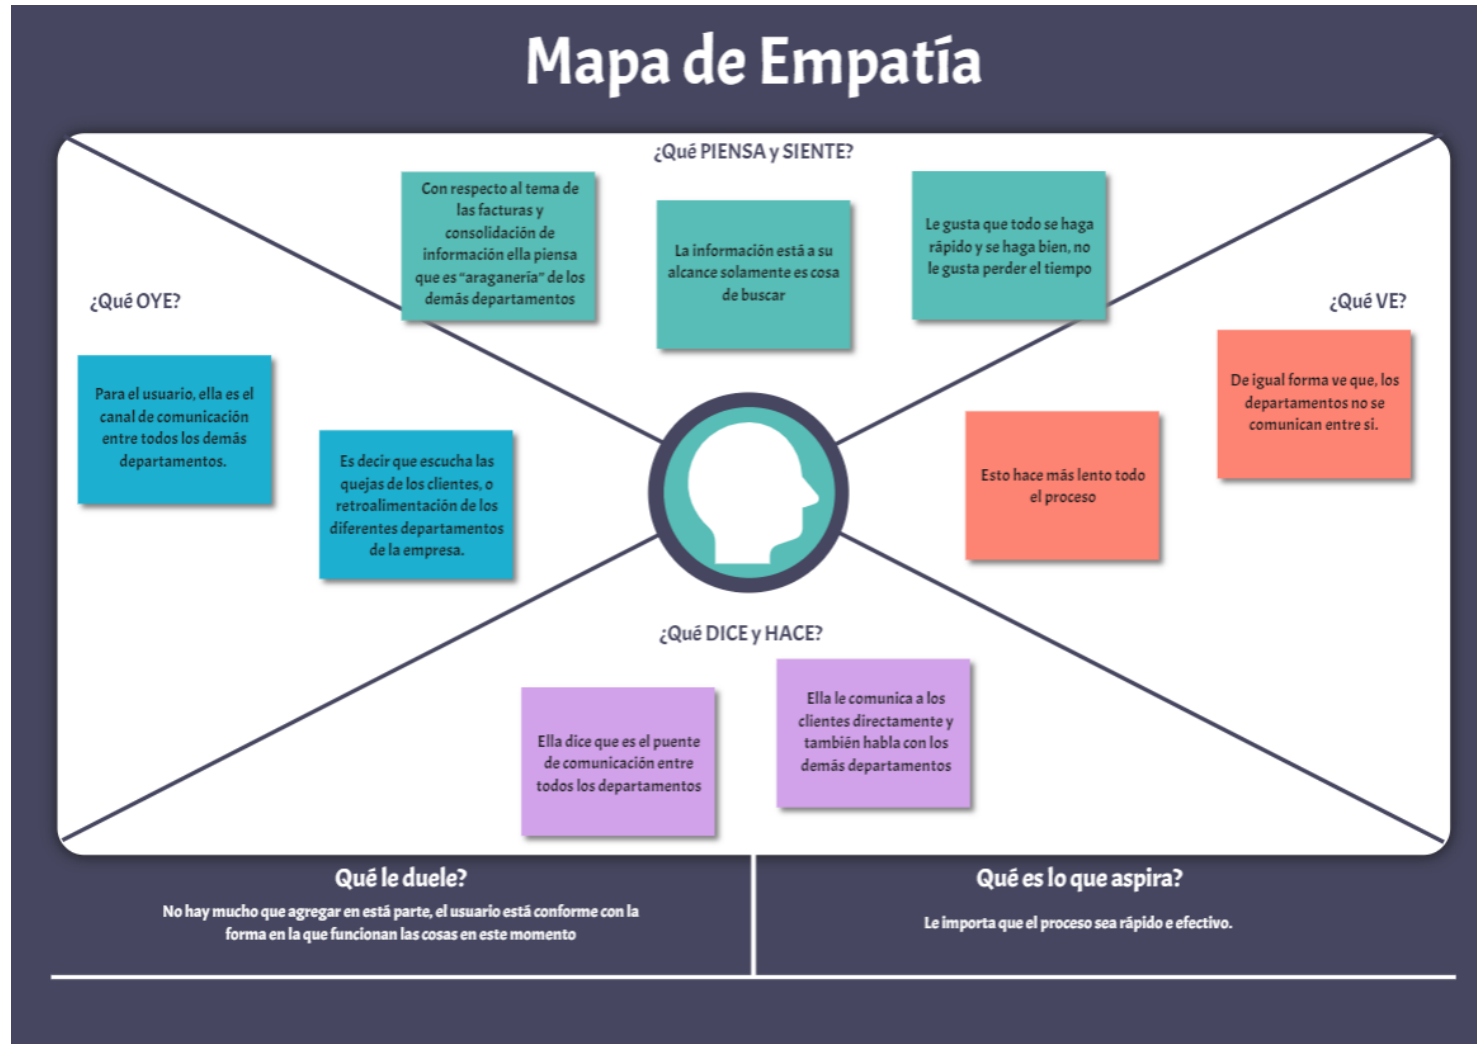 Mapa de Empatía
¿Qué PIENSA y SIENTE?
Con respecto al tema de
las facturas y
consolidación de
información ella piensa
que es “araganería” de los
demás departamentos
La información está a su
alcance solamente es cosa
de buscar
Le gusta que todo se haga
rápido y se haga bien, no
le gusta perder el tiempo
¿Qué OYE?
Para el usuario, ella es el
canal de comunicación
entre todos los demás
departamentos.
Es decir que escucha las
quejas de los clientes, o
retroalimentación de los
diferentes departamentos
de la empresa.
¿Qué VE?
De igual forma ve que, los
departamentos no se
comunican entre si.
Esto hace más lento todo
el proceso
¿Qué DICE y HACE?
Ella dice que es el puente
de comunicación entre
todos los departamentos
Ella le comunica a los
clientes directamente y
también habla con los
demás departamentos
Qué le duele?
No hay mucho que agregar en está parte, el usuario está conforme con la
forma en la que funcionan las cosas en este momento
Qué es lo que aspira?
Le importa que el proceso sea rápido e efectivo.